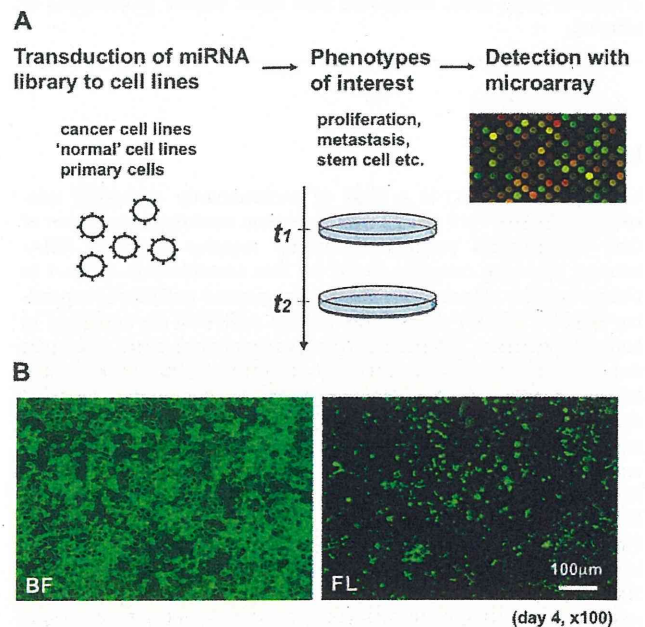 A
Transduction of miRNA
library to cell lines
Phenotypes
of interest
Detection with
microarray
cancer cell lines
'normal' cell lines
primary cells
proliferation,
metastasis,
stem cell etc.
t1
t2
B
BF
FL
100μm
(day 4, x100)